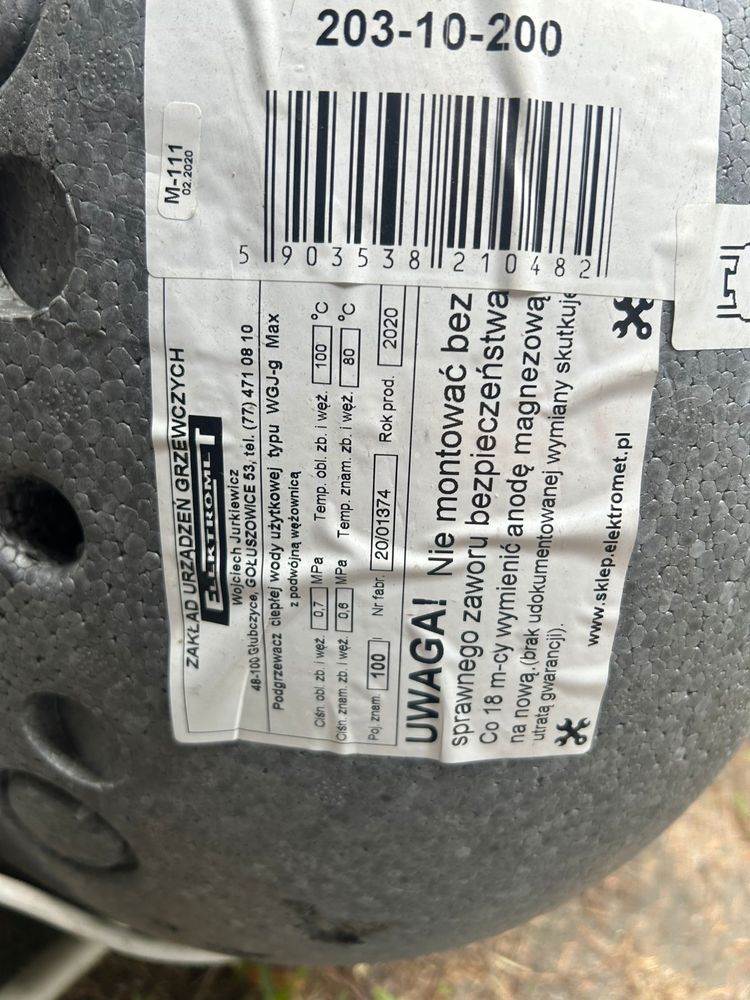 203-10-200
M-111
02.2020
5 903538 210482
ZAKŁAD URZĄDZEŃ GRZEWCZYCH
ELEKTROMET
Wojciech Jurkiewicz
48-100 Głubczyce, GOŁUSZOWICE 53, tel. (77) 471 08 10
Podgrzewacz ciepłej wody użytkowej typu WGJ-g Max
z podwójną wężownicą
Ciśn. obl. zb. i węż. 0,7 MPa Temp. obl. zb. i węż. 100 °C
Ciśn. znam. zb. i węż. 0,6 MPa Temp. znam. zb. i węż. 80 °C
Poj. znam. 100 l Nr fabr. 20/01374 Rok prod. 2020
UWAGA! Nie montować bez
sprawnego zaworu bezpieczeństwa
Co 18 m-cy wymienić anodę magnezową
na nową.(brak udokumentowanej wymiany skutkuje
utratą gwarancji).
www.sklep.elektromet.pl